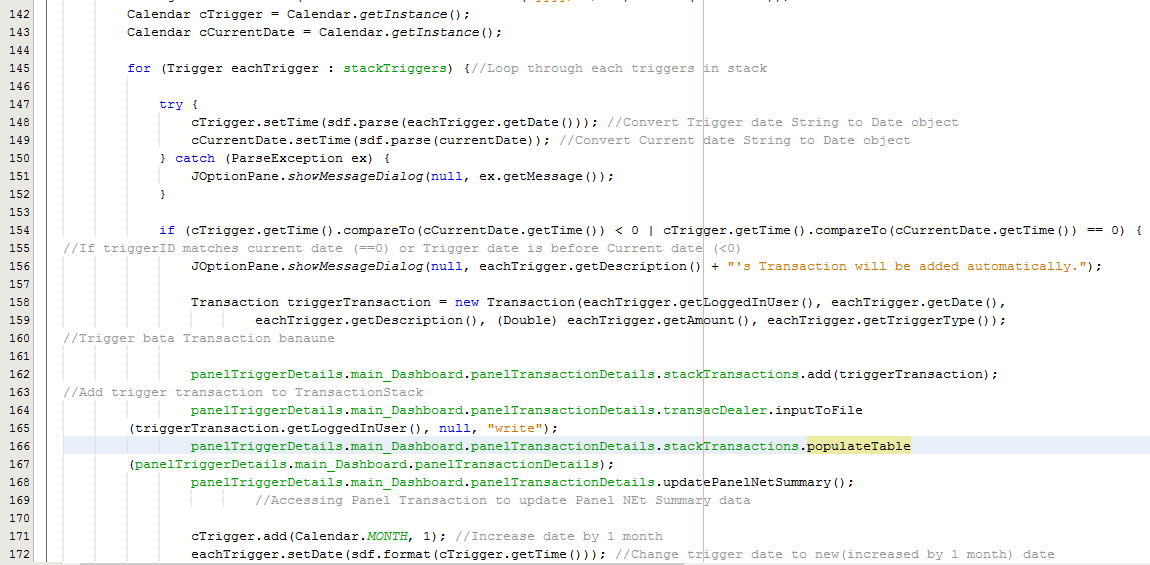 142 Calendar cTrigger = Calendar.getInstance();
143 Calendar cCurrentDate = Calendar.getInstance();
144
145 for (Trigger eachTrigger : stackTriggers) {//Loop through each triggers in stack
146
147 try {
148 cTrigger.setTime(sdf.parse(eachTrigger.getDate())); //Convert Trigger date String to Date object
149 cCurrentDate.setTime(sdf.parse(currentDate)); //Convert Current date String to Date object
150 } catch (ParseException ex) {
151 JOptionPane.showMessageDialog(null, ex.getMessage());
152 }
153
154 if (cTrigger.getTime().compareTo(cCurrentDate.getTime()) < 0 | cTrigger.getTime().compareTo(cCurrentDate.getTime()) == 0) {
155 //If triggerID matches current date (==0) or Trigger date is before Current date (<0)
156 JOptionPane.showMessageDialog(null, eachTrigger.getDescription() + "'s Transaction will be added automatically.");
157
158 Transaction triggerTransaction = new Transaction(eachTrigger.getLoggedInUser(), eachTrigger.getDate(),
159 eachTrigger.getDescription(), (Double) eachTrigger.getAmount(), eachTrigger.getTriggerType());
160 //Trigger bata Transaction banaune
161
162 panelTriggerDetails.main_Dashboard.panelTransactionDetails.stackTransactions.add(triggerTransaction);
163 //Add trigger transaction to TransactionStack
164 panelTriggerDetails.main_Dashboard.panelTransactionDetails.transacDealer.inputToFile
165 (triggerTransaction.getLoggedInUser(), null, "write");
166 panelTriggerDetails.main_Dashboard.panelTransactionDetails.stackTransactions.populateTable
167 (panelTriggerDetails.main_Dashboard.panelTransactionDetails);
168 panelTriggerDetails.main_Dashboard.panelTransactionDetails.updatePanelNetSummary();
169 //Accessing Panel Transaction to update Panel NEt Summary data
170
171 cTrigger.add(Calendar.MONTH, 1); //Increase date by 1 month
172 eachTrigger.setDate(sdf.format(cTrigger.getTime())); //Change trigger date to new(increased by 1 month) date